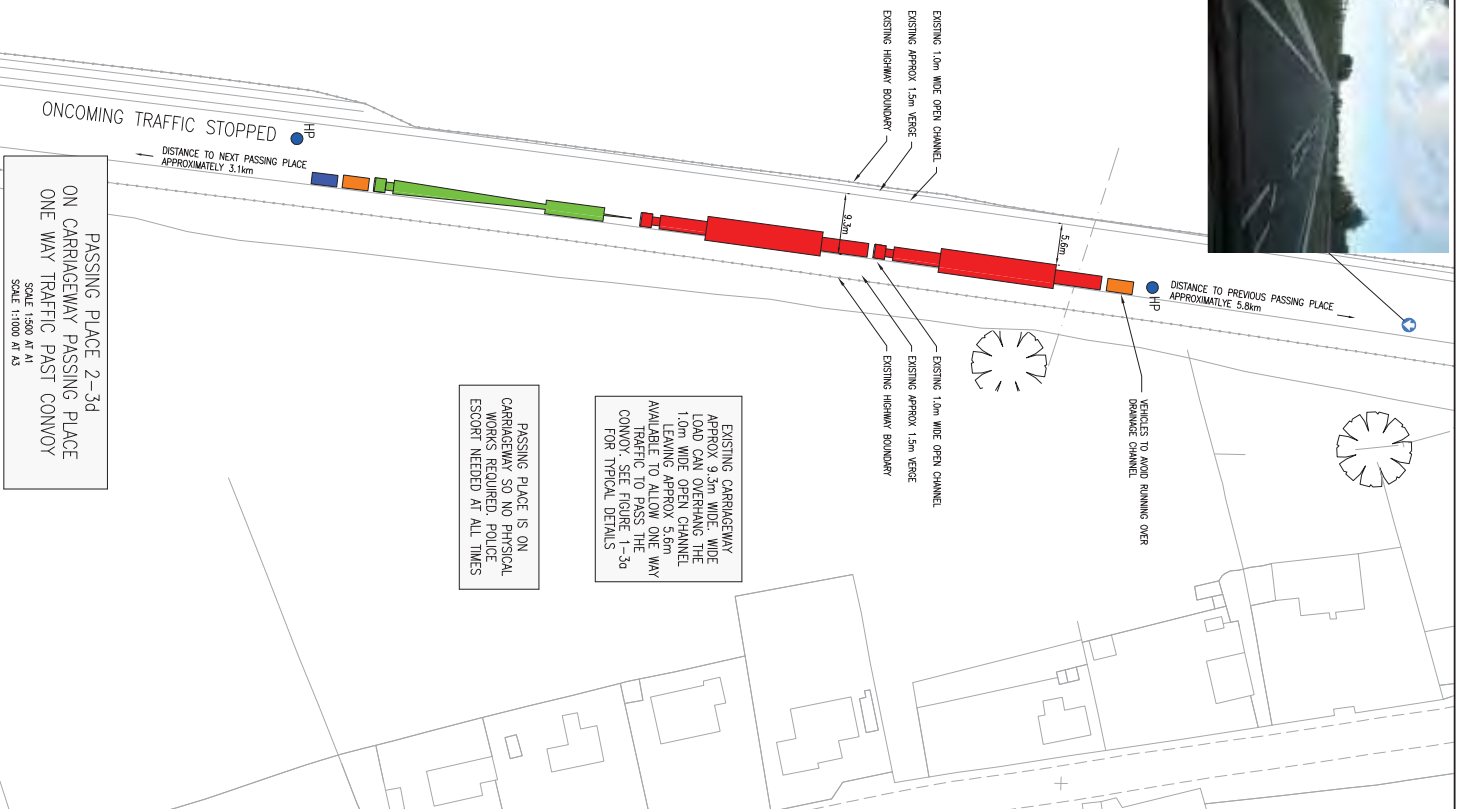 EXISTING 1.0m WIDE OPEN CHANNEL
EXISTING APPROX 1.5m VERGE
EXISTING HIGHWAY BOUNDARY
ONCOMING TRAFFIC STOPPED
HP
DISTANCE TO NEXT PASSING PLACE
APPROXIMATELY 3.1km
9.3m
5.6m
HP
DISTANCE TO PREVIOUS PASSING PLACE
APPROXIMATLYE 5.8km
VEHICLES TO AVOID RUNNING OVER
DRAINAGE CHANNEL
EXISTING 1.0m WIDE OPEN CHANNEL
EXISTING APPROX 1.5m VERGE
EXISTING HIGHWAY BOUNDARY
EXISTING CARRIAGEWAY
APPROX 9.3m WIDE. WIDE
LOAD CAN OVERHANG THE
1.0m WIDE OPEN CHANNEL
LEAVING APPROX 5.6m
AVAILABLE TO ALLOW ONE WAY
TRAFFIC TO PASS THE
CONVOY. SEE FIGURE 1-3a
FOR TYPICAL DETAILS
PASSING PLACE IS ON
CARRIAGEWAY SO NO PHYSICAL
WORKS REQUIRED. POLICE
ESCORT NEEDED AT ALL TIMES
PASSING PLACE 2-3d
ON CARRIAGEWAY PASSING PLACE
ONE WAY TRAFFIC PAST CONVOY
SCALE 1:500 AT A1
SCALE 1:1000 AT A3